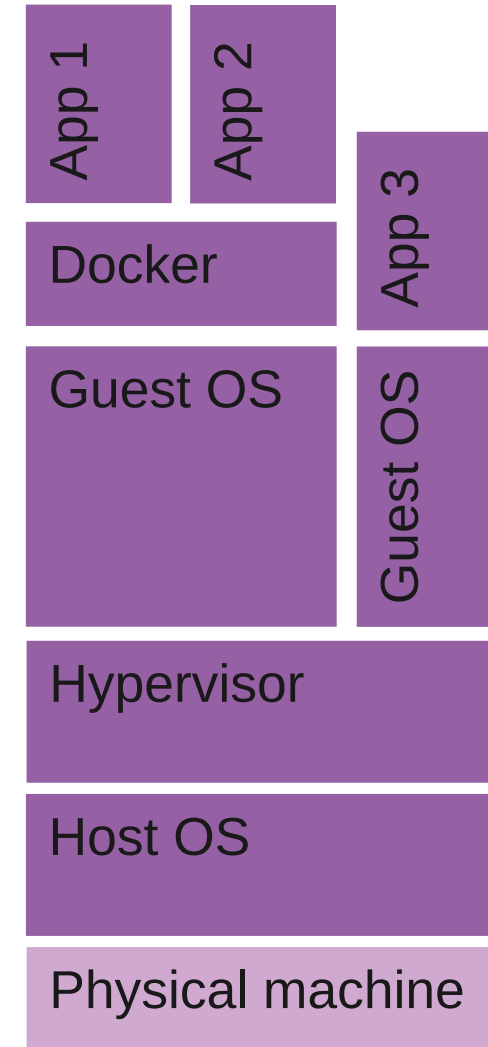 App 1
App 2
App 3
Docker
Guest OS
Guest OS
Hypervisor
Host OS
Physical machine